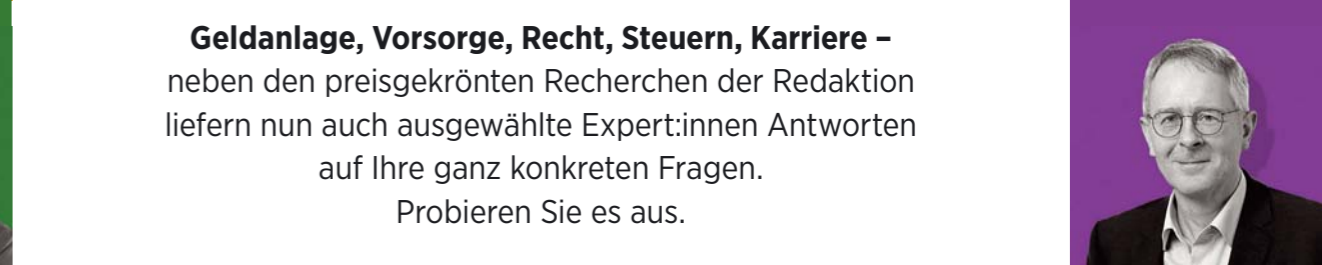 Geldanlage, Vorsorge, Recht, Steuern, Karriere –
neben den preisgekrönten Recherchen der Redaktion
liefern nun auch ausgewählte Expert:innen Antworten
auf Ihre ganz konkreten Fragen.
Probieren Sie es aus.